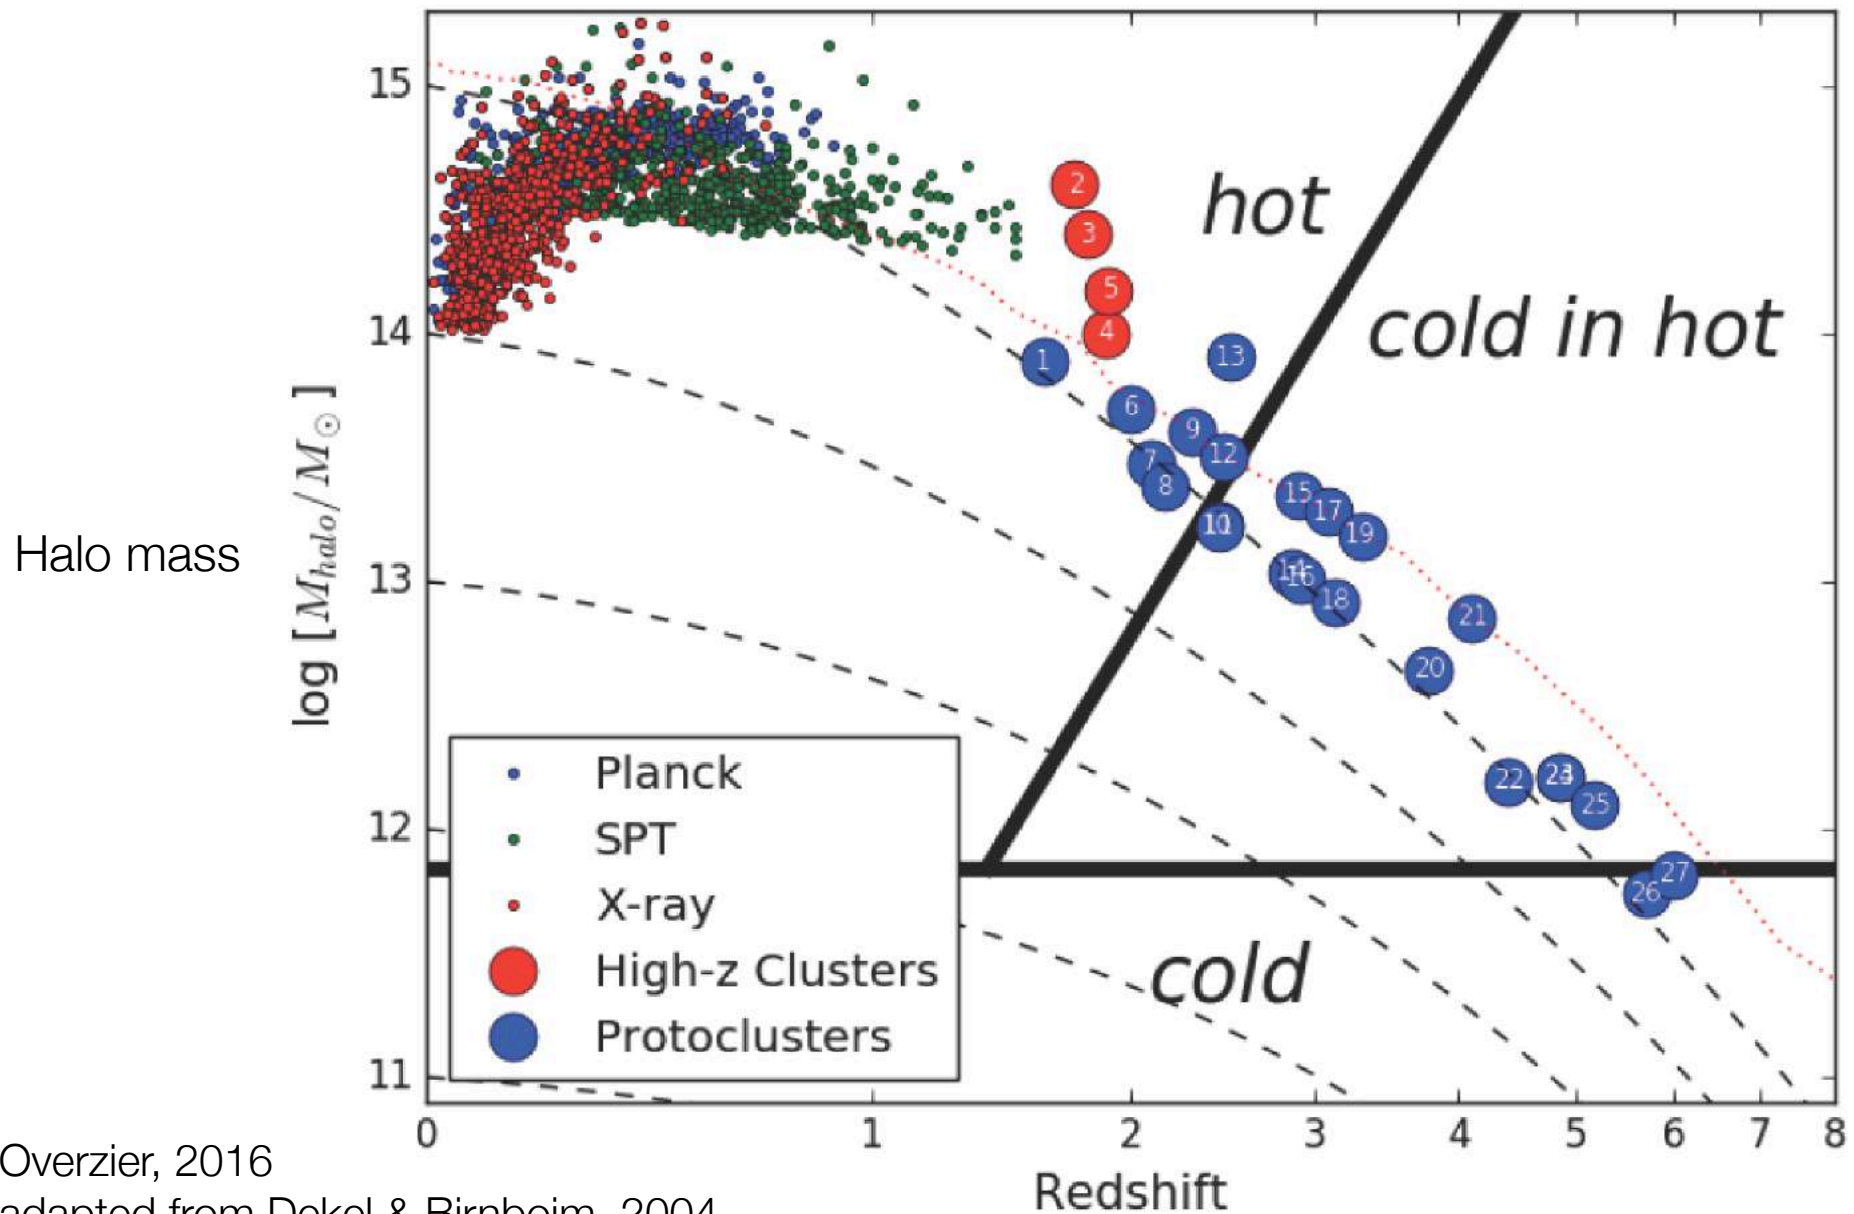 15
14
13
12
11
Halo mass
log [M_halo/M_⊙]
hot
cold in hot
cold
2
3
5
4
1
13
6
9
12
7
8
10
15
17
19
14
16
18
21
20
22
25
26
27
Planck
SPT
X-ray
High-z Clusters
Protoclusters
0 1 2 3 4 5 6 7 8
Redshift
Overzier, 2016
adapted from Dekel & Birnboim, 2004